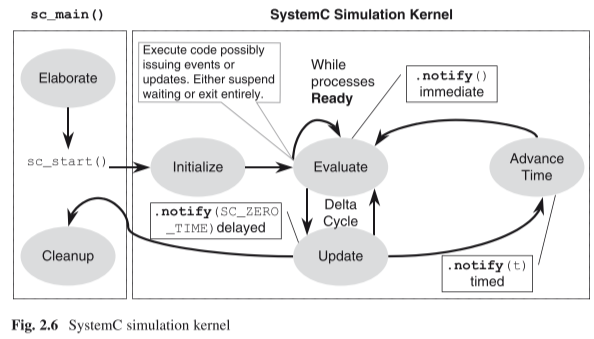 sc_main()
SystemC Simulation Kernel
Elaborate
sc_start()
Cleanup
Execute code possibly
issuing events or
updates. Either suspend
waiting or exit entirely.
While
processes
Ready
.notify()
immediate
Initialize
Evaluate
Advance
Time
.notify(SC_ZERO
_TIME) delayed
Delta
Cycle
Update
.notify(t)
timed
Fig. 2.6 SystemC simulation kernel